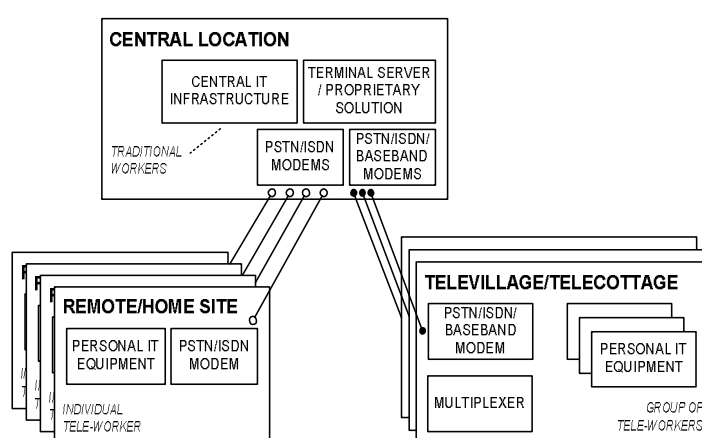 CENTRAL LOCATION
CENTRAL IT
INFRASTRUCTURE
TERMINAL SERVER
/ PROPRIETARY
SOLUTION
TRADITIONAL
WORKERS
PSTN/ISDN
MODEMS
PSTN/ISDN/
BASEBAND
MODEMS
REMOTE/HOME SITE
PERSONAL IT
EQUIPMENT
PSTN/ISDN
MODEM
INDIVIDUAL
TELE-WORKER
TELEVILLAGE/TELECOTTAGE
PSTN/ISDN/
BASEBAND
MODEM
PERSONAL IT
EQUIPMENT
MULTIPLEXER
GROUP OF
TELE-WORKERS